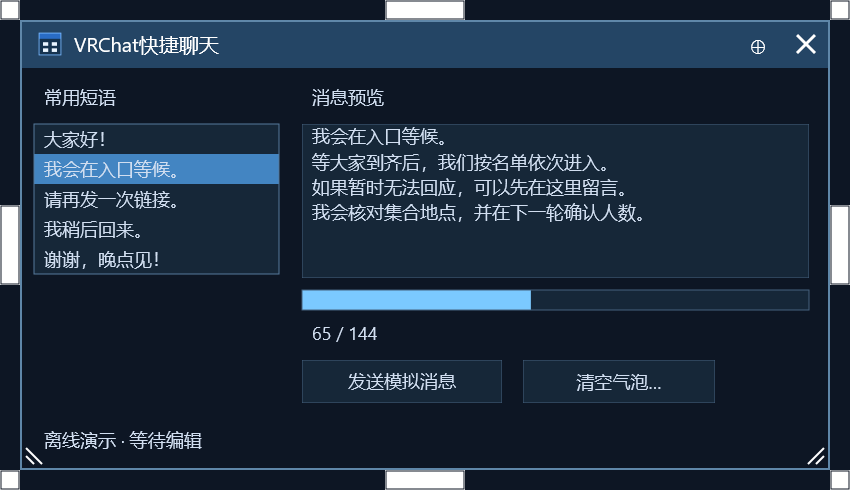 VRChat快捷聊天
常用短语
大家好！
我会在入口等候。
请再发一次链接。
我稍后回来。
谢谢，晚点见！
消息预览
我会在入口等候。
等大家到齐后，我们按名单依次进入。
如果暂时无法回应，可以先在这里留言。
我会核对集合地点，并在下一轮确认人数。
65 / 144
发送模拟消息
清空气泡...
离线演示 · 等待编辑